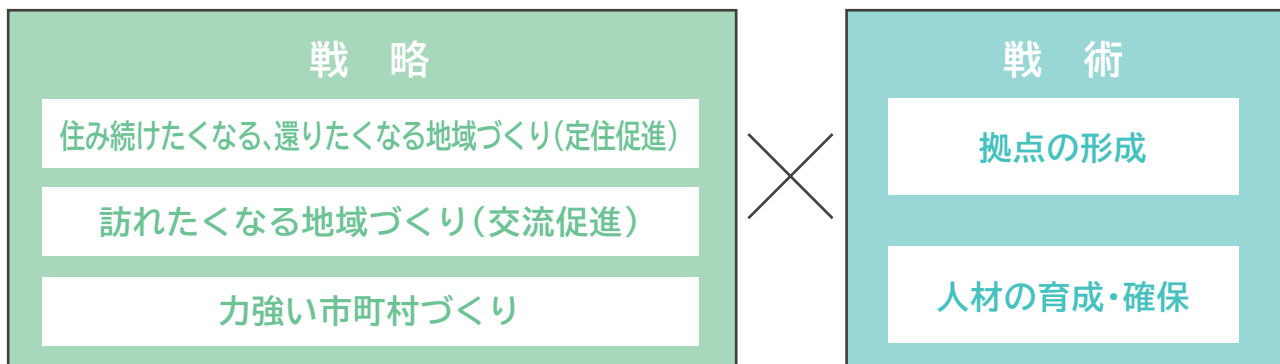 戦　略
住み続けたくなる、還りたくなる地域づくり（定住促進）
訪れたくなる地域づくり（交流促進）
力強い市町村づくり
戦　術
拠点の形成
人材の育成・確保